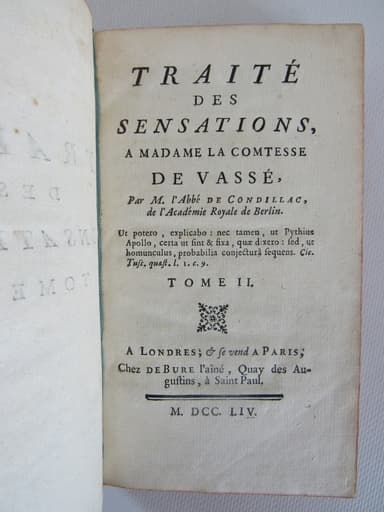 TRAITÉ
DES
SENSATIONS,
A MADAME LA COMTESSE
DE VASSÉ,
Par M. l'Abbé DE CONDILLAC,
de l'Académie Royale de Berlin.
Ut potero, explicabo : nec tamen, ut Pythius
Apollo, certa ut sint & fixa, quæ dixero : sed, ut
homunculus, probabilia conjecturâ sequens. Cic.
Tusc. quæst. l. 1. c. 9.
TOME II.
A LONDRES; & se vend A PARIS,
Chez DE BURE l'aîné, Quay des Au-
gustins, à Saint Paul.
M. DCC. LIV.